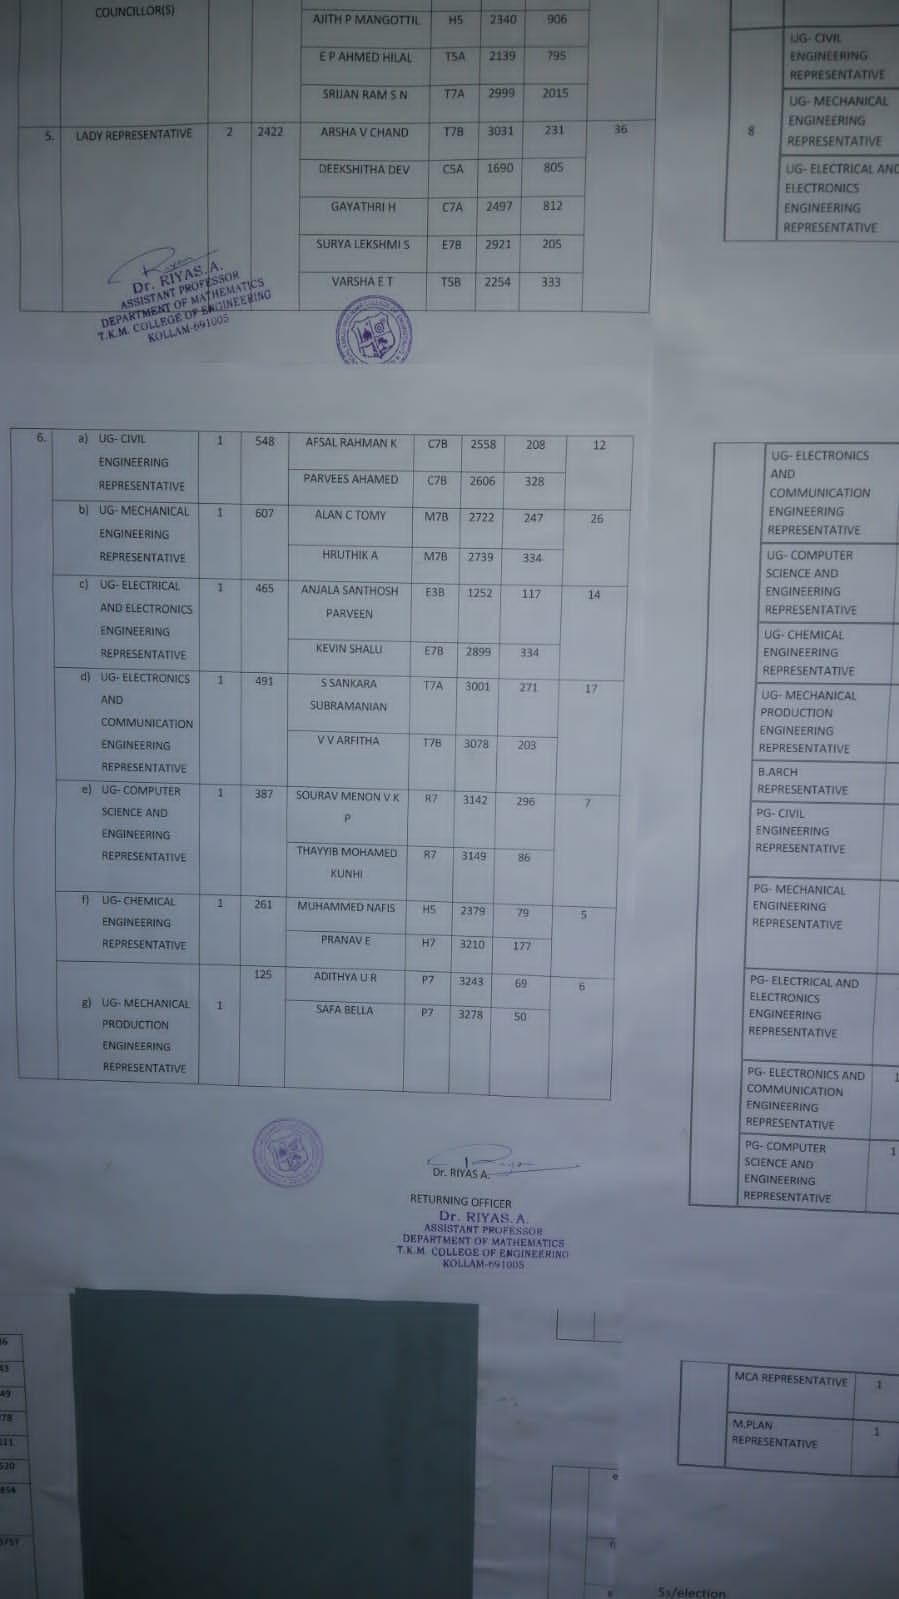 COUNCILLOR(S)
AJITH P MANGOTTIL H5 2340 906
E P AHMED HILAL T5A 2139 795
SRIJAN RAM S N T7A 2999 2015
5. LADY REPRESENTATIVE 2 2422 ARSHA V CHAND T7B 3031 231 36
DEEKSHITHA DEV C5A 1690 805
GAYATHRI H C7A 2497 812
SURYA LEKSHMI S E7B 2921 205
VARSHA E T T5B 2254 333
Dr. RIYAS. A.
ASSISTANT PROFESSOR
DEPARTMENT OF MATHEMATICS
T.K.M. COLLEGE OF ENGINEERING
KOLLAM-691005
UG- CIVIL
ENGINEERING
REPRESENTATIVE
8 UG- MECHANICAL
ENGINEERING
REPRESENTATIVE
UG- ELECTRICAL AND
ELECTRONICS
ENGINEERING
REPRESENTATIVE
6. a) UG- CIVIL 1 548 AFSAL RAHMAN K C7B 2558 208 12
ENGINEERING
REPRESENTATIVE PARVEES AHAMED C7B 2606 328
b) UG- MECHANICAL 1 607 ALAN C TOMY M7B 2722 247 26
ENGINEERING
REPRESENTATIVE HRUTHIK A M7B 2739 334
c) UG- ELECTRICAL 1 465 ANJALA SANTHOSH E3B 1252 117 14
AND ELECTRONICS PARVEEN
ENGINEERING
REPRESENTATIVE KEVIN SHALU E7B 2899 334
d) UG- ELECTRONICS 1 491 S SANKARA T7A 3001 271 17
AND SUBRAMANIAN
COMMUNICATION
ENGINEERING V V ARFITHA T7B 3078 203
REPRESENTATIVE
e) UG- COMPUTER 1 387 SOURAV MENON V K R7 3142 296 7
SCIENCE AND P
ENGINEERING
REPRESENTATIVE THAYYIB MOHAMED R7 3149 86
KUNHI
f) UG- CHEMICAL 1 261 MUHAMMED NAFIS H5 2379 79 5
ENGINEERING
REPRESENTATIVE PRANAV E H7 3210 177
125 ADITHYA U R P7 3243 69 6
g) UG- MECHANICAL 1 SAFA BELLA P7 3278 50
PRODUCTION
ENGINEERING
REPRESENTATIVE
Dr. RIYAS A.
RETURNING OFFICER
Dr. RIYAS. A.
ASSISTANT PROFESSOR
DEPARTMENT OF MATHEMATICS
T.K.M. COLLEGE OF ENGINEERING
KOLLAM-691005
UG- ELECTRONICS
AND
COMMUNICATION
ENGINEERING
REPRESENTATIVE
UG- COMPUTER
SCIENCE AND
ENGINEERING
REPRESENTATIVE
UG- CHEMICAL
ENGINEERING
REPRESENTATIVE
UG- MECHANICAL
PRODUCTION
ENGINEERING
REPRESENTATIVE
B.ARCH
REPRESENTATIVE
PG- CIVIL
ENGINEERING
REPRESENTATIVE
PG- MECHANICAL
ENGINEERING
REPRESENTATIVE
PG- ELECTRICAL AND
ELECTRONICS
ENGINEERING
REPRESENTATIVE
PG- ELECTRONICS AND 1
COMMUNICATION
ENGINEERING
REPRESENTATIVE
PG- COMPUTER 1
SCIENCE AND
ENGINEERING
REPRESENTATIVE
MCA REPRESENTATIVE 1
M.PLAN 1
REPRESENTATIVE
Ss/election